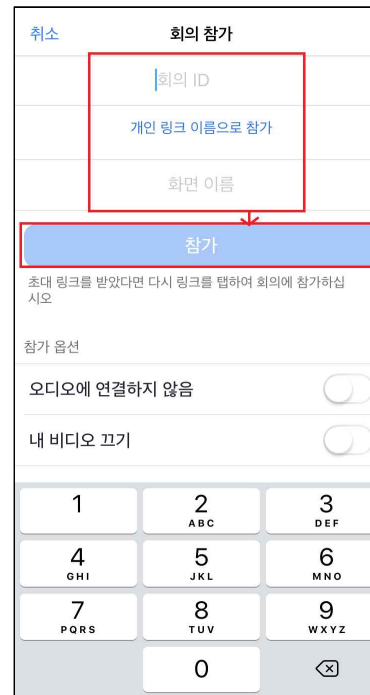 취소
회의 참가
회의 ID
개인 링크 이름으로 참가
화면 이름
참가
초대 링크를 받았다면 다시 링크를 탭하여 회의에 참가하십
시오
참가 옵션
오디오에 연결하지 않음
내 비디오 끄기
1
2
ABC
3
DEF
4
GHI
5
JKL
6
MNO
7
PQRS
8
TUV
9
WXYZ
0